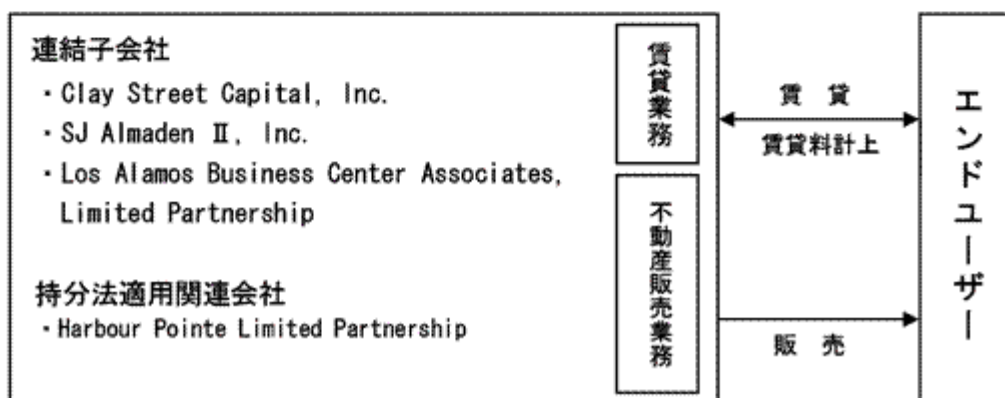 連結子会社
・Clay Street Capital, Inc.
・SJ Almaden Ⅱ, Inc.
・Los Alamos Business Center Associates,
Limited Partnership
持分法適用関連会社
・Harbour Pointe Limited Partnership
賃貸業務
不動産販売業務
賃 貸
賃貸料計上
販 売
エンドユーザー